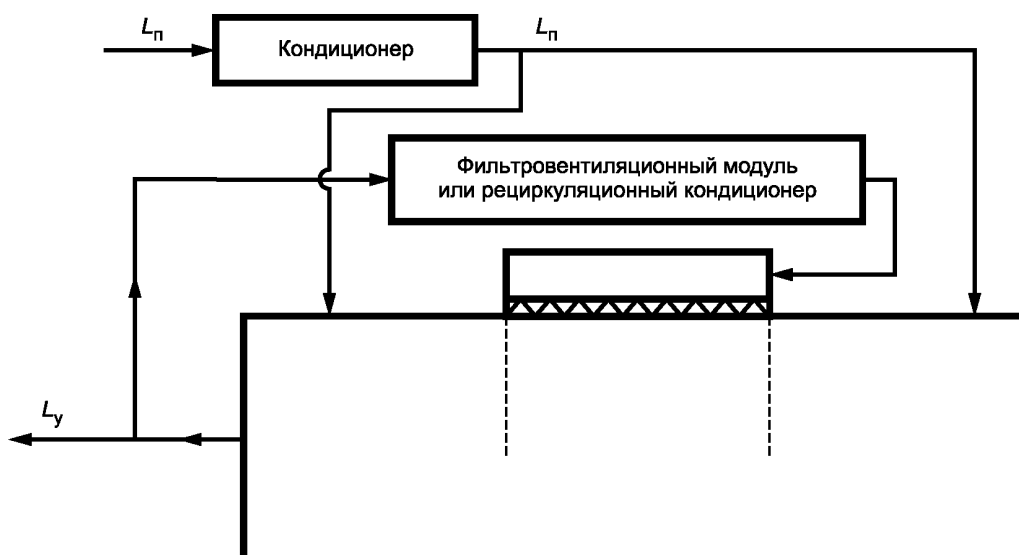 Lп
Кондиционер
Lп
Фильтровентиляционный модуль
или рециркуляционный кондиционер
Lу